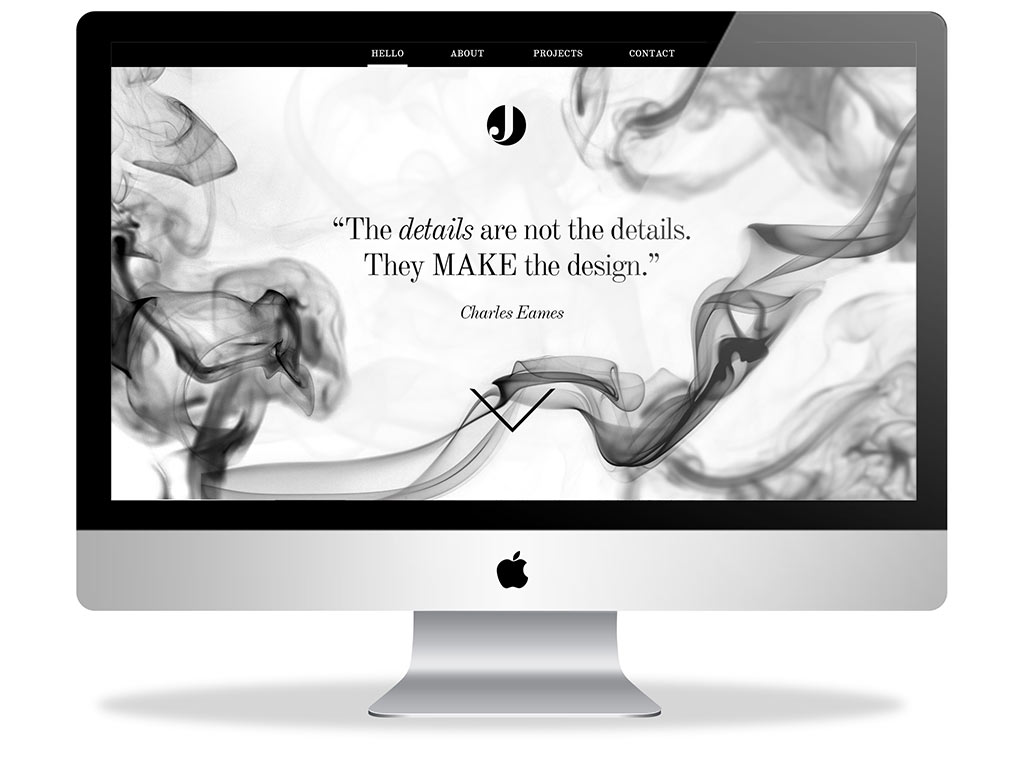 HELLO ABOUT PROJECTS CONTACT
J
“The details are not the details.
They MAKE the design.”
Charles Eames